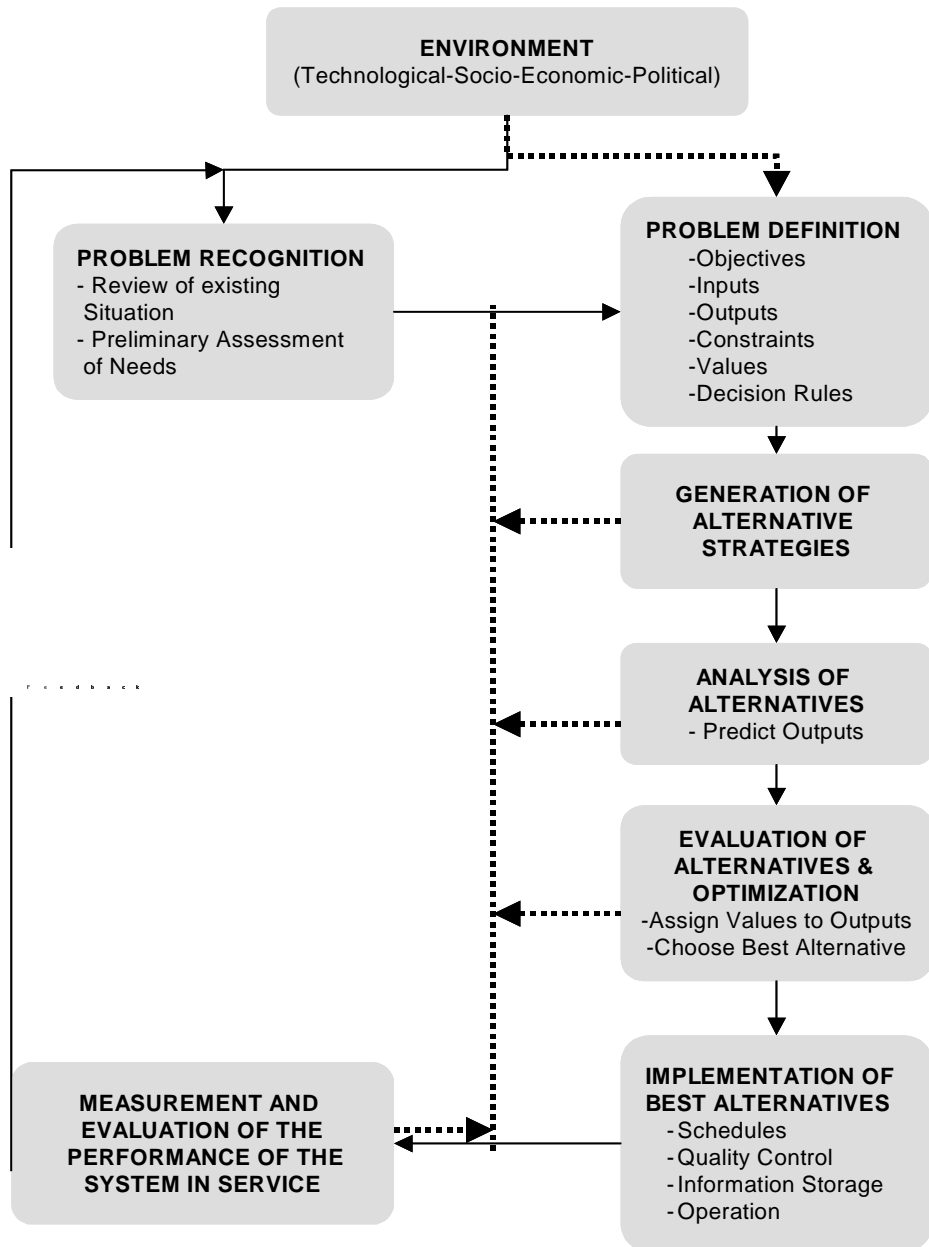 ENVIRONMENT
(Technological-Socio-Economic-Political)
PROBLEM RECOGNITION
- Review of existing
Situation
- Preliminary Assessment
of Needs
PROBLEM DEFINITION
-Objectives
-Inputs
-Outputs
-Constraints
-Values
-Decision Rules
GENERATION OF
ALTERNATIVE
STRATEGIES
Feedback
ANALYSIS OF
ALTERNATIVES
- Predict Outputs
EVALUATION OF
ALTERNATIVES &
OPTIMIZATION
-Assign Values to Outputs
-Choose Best Alternative
MEASUREMENT AND
EVALUATION OF THE
PERFORMANCE OF THE
SYSTEM IN SERVICE
IMPLEMENTATION OF
BEST ALTERNATIVES
-Schedules
-Quality Control
-Information Storage
-Operation